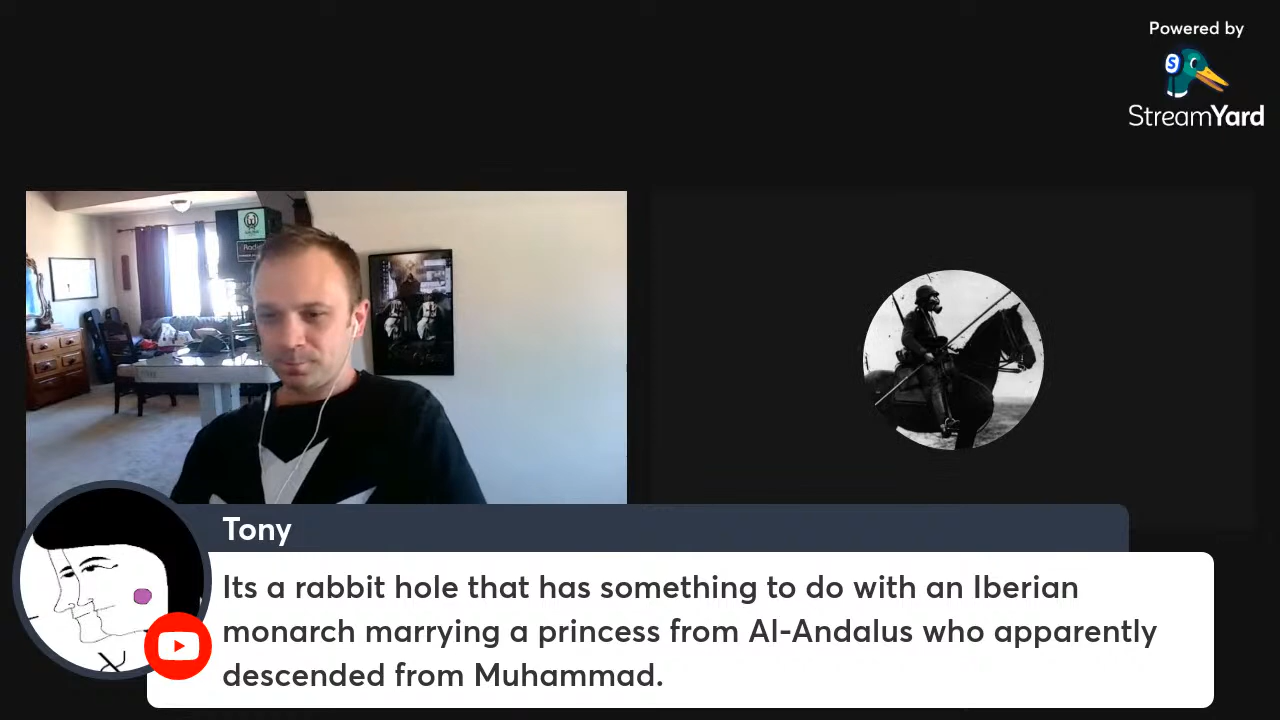 Powered by
S
StreamYard
Radio
Tony
Its a rabbit hole that has something to do with an Iberian
monarch marrying a princess from Al-Andalus who apparently
descended from Muhammad.